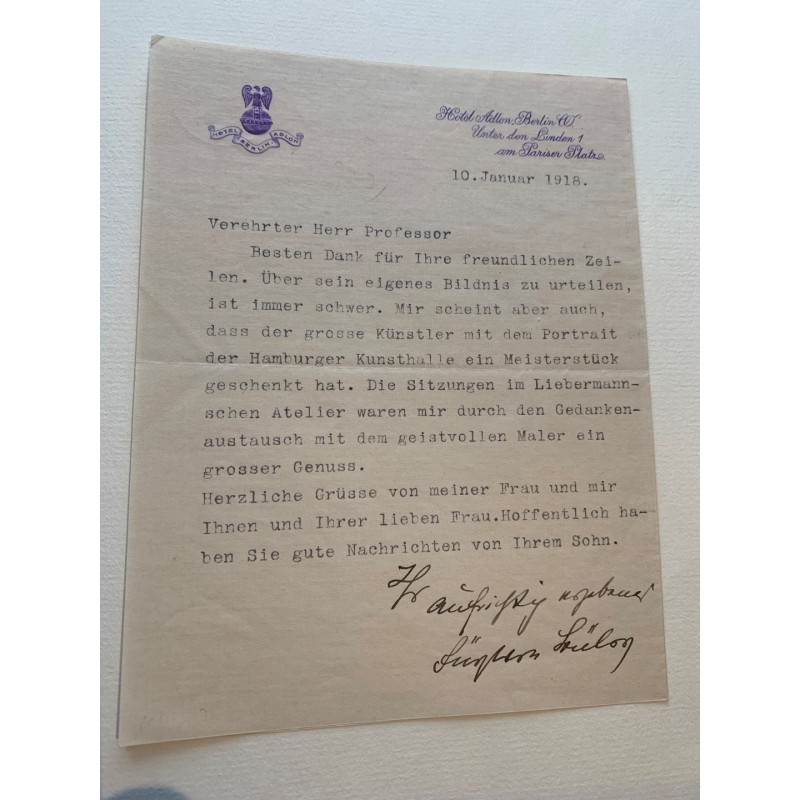 HOTEL ADLON
BERLIN
Hotel Adlon, Berlin W
Unter den Linden 1
am Pariser Platz
10.Januar 1918.
Verehrter Herr Professor
Besten Dank für Ihre freundlichen Zei-
len. Über sein eigenes Bildnis zu urteilen,
ist immer schwer. Mir scheint aber auch,
dass der grosse Künstler mit dem Portrait
der Hamburger Kunsthalle ein Meisterstück
geschenkt hat. Die Sitzungen im Liebermann-
schen Atelier waren mir durch den Gedanken-
austausch mit dem geistvollen Maler ein
grosser Genuss.
Herzliche Grüsse von meiner Frau und mir
Ihnen und Ihrer lieben Frau.Hoffentlich ha-
ben Sie gute Nachrichten von Ihrem Sohn.
Ihr aufrichtig ergebener
Fürst von Bülow